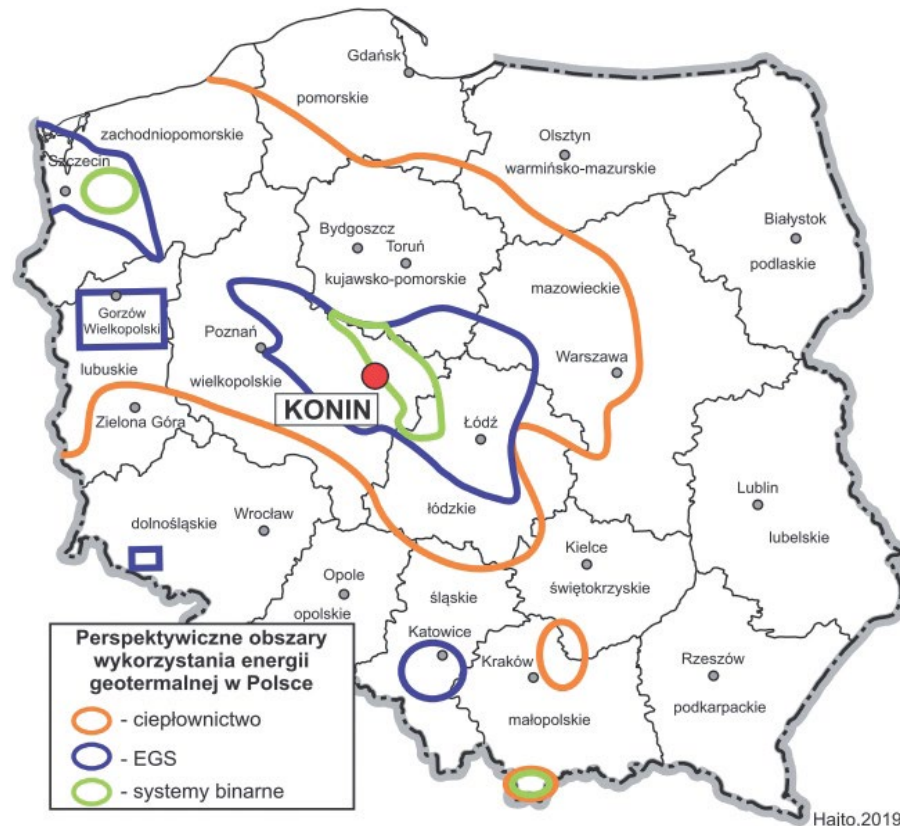 Gdańsk
pomorskie
zachodniopomorskie
Szczecin
Olsztyn
warmińsko-mazurskie
Białystok
podlaskie
Bydgoszcz
Toruń
kujawsko-pomorskie
mazowieckie
Gorzów
Wielkopolski
Poznań
Warszawa
lubuskie
wielkopolskie
KONIN
Zielona Góra
Łódź
łódzkie
Lublin
lubelskie
dolnośląskie
Wrocław
Kielce
świętokrzyskie
Opole
opolskie
śląskie
Katowice
Kraków
małopolskie
Rzeszów
podkarpackie
Perspektywiczne obszary
wykorzystania energii
geotermalnej w Polsce
- ciepłownictwo
- EGS
- systemy binarne
Hajto.2019